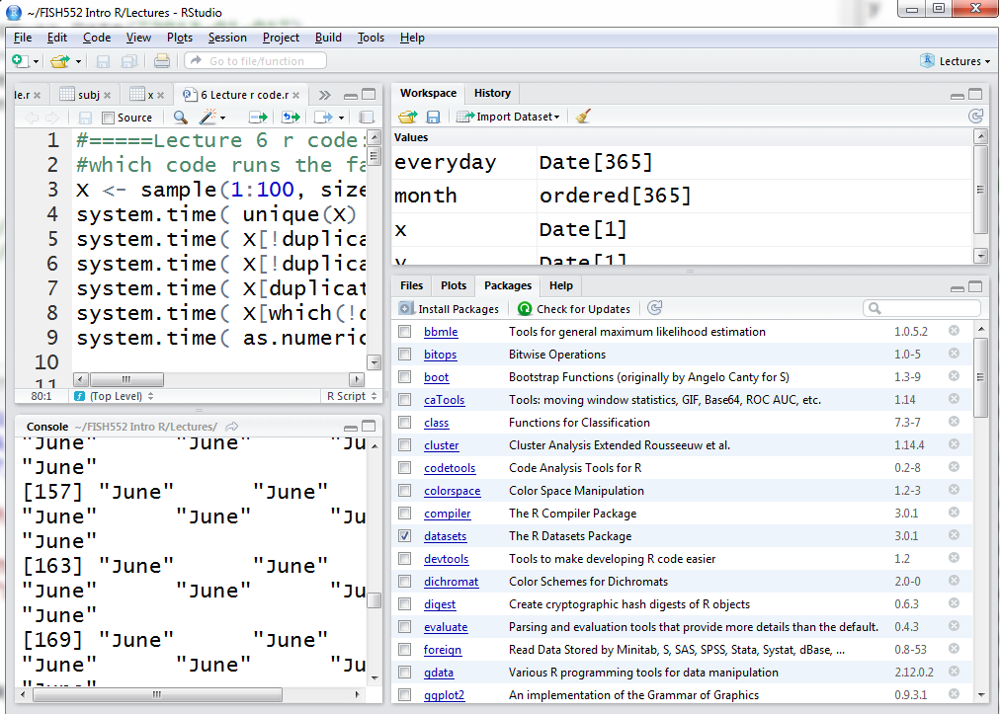 ~/FISH552 Intro R/Lectures - RStudio
File Edit Code View Plots Session Project Build Tools Help
Go to file/function
Lectures
le.r
subj
x
6 Lecture r code.r
Source
1 #=====Lecture 6 r code:
2 #which code runs the fa
3 x <- sample(1:100, size
4 system.time( unique(x)
5 system.time( x[!duplica
6 system.time( x[!duplica
7 system.time( x[duplicat
8 system.time( x[which(!d
9 system.time( as.numeric
10
11
80:1 (Top Level) R Script
Console ~/FISH552 Intro R/Lectures/
"June" "June" "Ju
"June"
[157] "June" "June"
"June" "June" "Ju
"June"
[163] "June" "June"
"June" "June" "Ju
"June"
[169] "June" "June"
"June" "June" "Ju
"June"
Workspace History
Import Dataset
Values
everyday Date[365]
month ordered[365]
x Date[1]
y Date[1]
Files Plots Packages Help
Install Packages Check for Updates
bbmle Tools for general maximum likelihood estimation 1.0.5.2
bitops Bitwise Operations 1.0-5
boot Bootstrap Functions (originally by Angelo Canty for S) 1.3-9
caTools Tools: moving window statistics, GIF, Base64, ROC AUC, etc. 1.14
class Functions for Classification 7.3-7
cluster Cluster Analysis Extended Rousseeuw et al. 1.14.4
codetools Code Analysis Tools for R 0.2-8
colorspace Color Space Manipulation 1.2-3
compiler The R Compiler Package 3.0.1
datasets The R Datasets Package 3.0.1
devtools Tools to make developing R code easier 1.2
dichromat Color Schemes for Dichromats 2.0-0
digest Create cryptographic hash digests of R objects 0.6.3
evaluate Parsing and evaluation tools that provide more details than the default. 0.4.3
foreign Read Data Stored by Minitab, S, SAS, SPSS, Stata, Systat, dBase, ... 0.8-53
gdata Various R programming tools for data manipulation 2.12.0.2
ggplot2 An implementation of the Grammar of Graphics 0.9.3.1